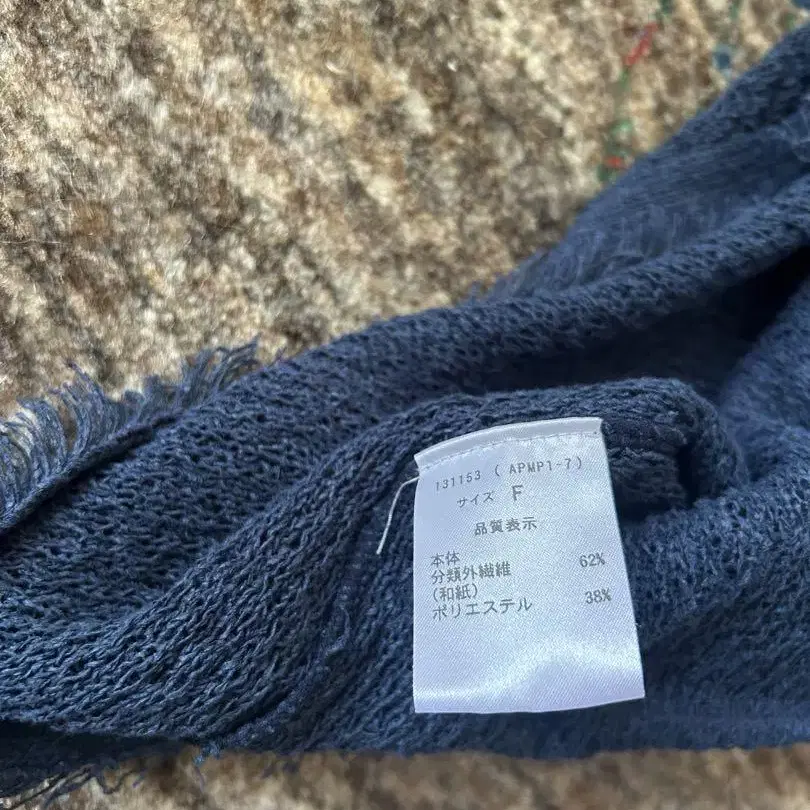 131153 ( APMP1-7)
サイズ F
品質表示
本体
分類外繊維 62%
(和紙)
ポリエステル 38%